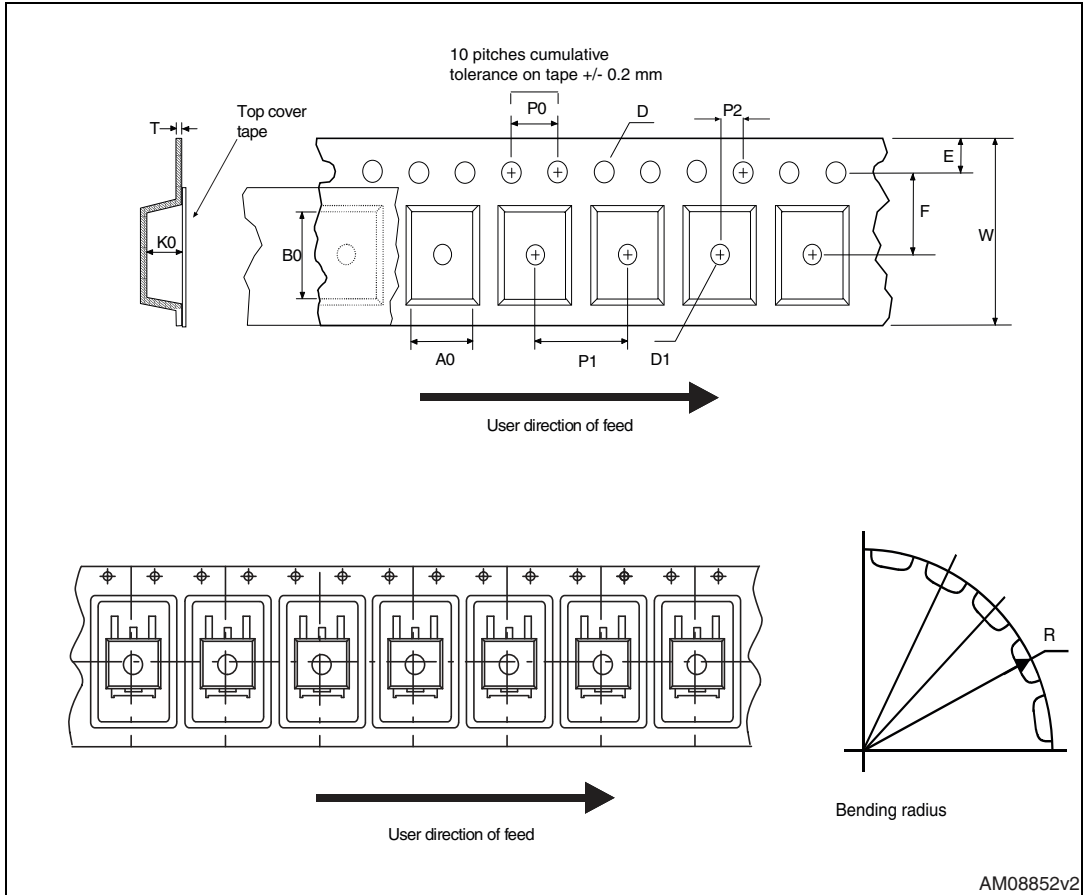 10 pitches cumulative
tolerance on tape +/- 0.2 mm
Top cover
tape
T
P0
D
P2
E
F
W
K0
B0
A0
P1
D1
User direction of feed
R
Bending radius
User direction of feed
AM08852v2